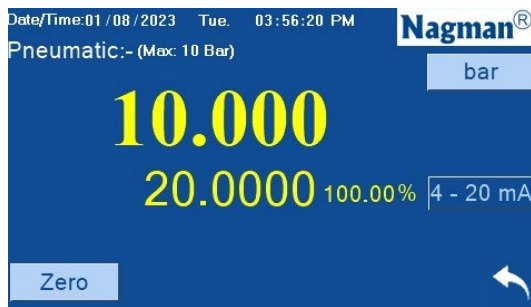 Date/Time:01/08/2023 Tue. 03:56:20 PM
Nagman®
Pneumatic:- (Max: 10 Bar)
bar
10.000
20.0000 100.00% 4 - 20 mA
Zero